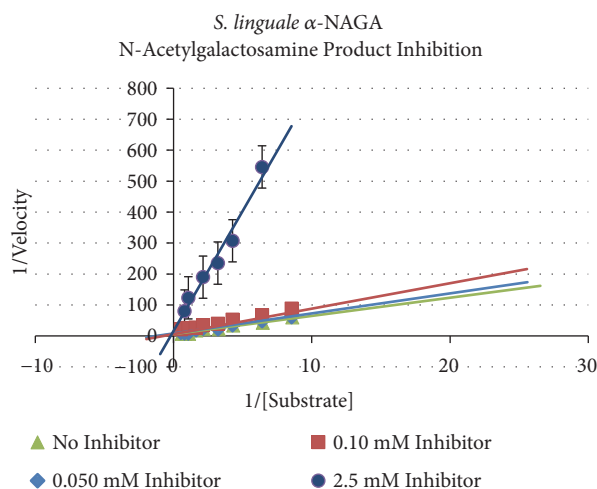 S. linguale α-NAGA
N-Acetylgalactosamine Product Inhibition
800
700
600
500
400
300
200
100
0
−100
−10
0
10
20
30
1/Velocity
1/[Substrate]
No Inhibitor
0.10 mM Inhibitor
0.050 mM Inhibitor
2.5 mM Inhibitor